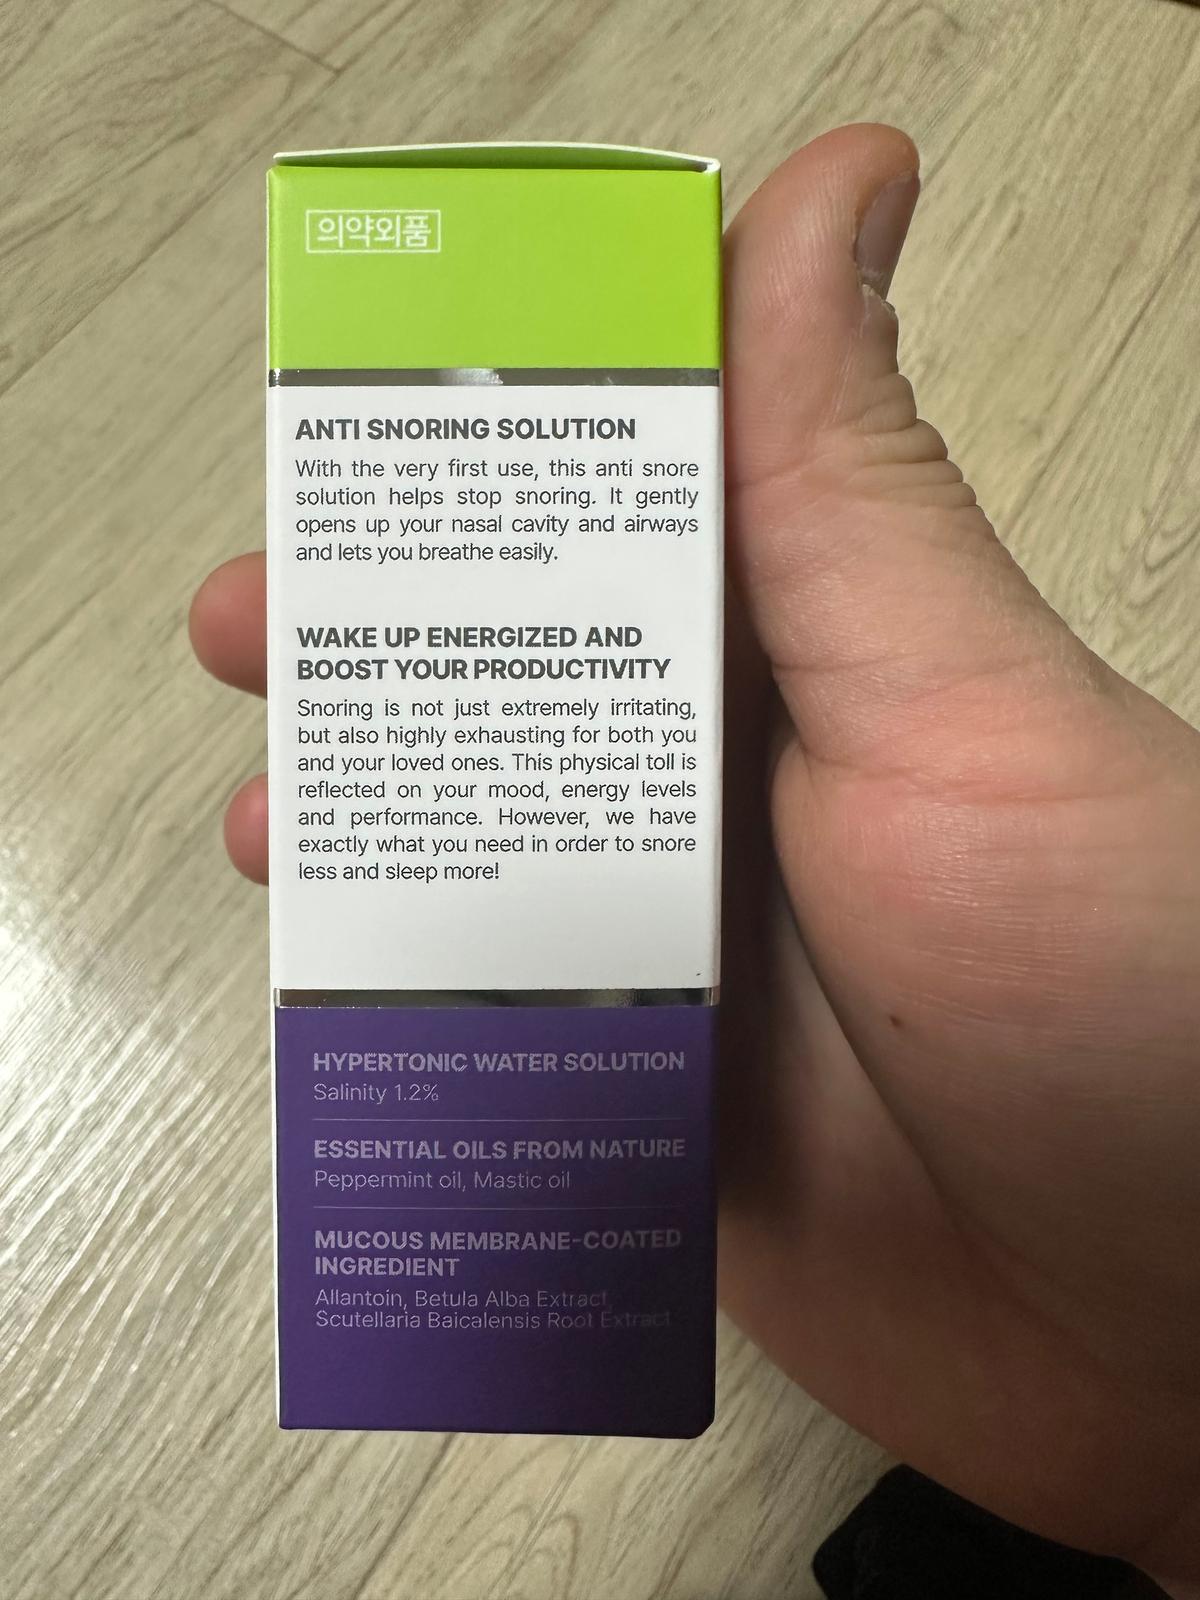 의약외품
ANTI SNORING SOLUTION
With the very first use, this anti snore
solution helps stop snoring. It gently
opens up your nasal cavity and airways
and lets you breathe easily.
WAKE UP ENERGIZED AND
BOOST YOUR PRODUCTIVITY
Snoring is not just extremely irritating,
but also highly exhausting for both you
and your loved ones. This physical toll is
reflected on your mood, energy levels
and performance. However, we have
exactly what you need in order to snore
less and sleep more!
HYPERTONIC WATER SOLUTION
Salinity 1.2%
ESSENTIAL OILS FROM NATURE
Peppermint oil, Mastic oil
MUCOUS MEMBRANE-COATED
INGREDIENT
Allantoin, Betula Alba Extract,
Scutellaria Baicalensis Root Extract